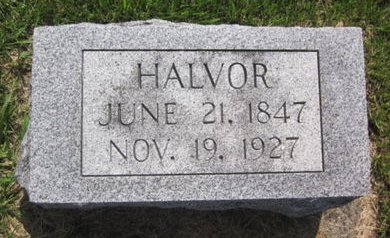 HALVOR
JUNE 21, 1847
NOV. 19, 1927